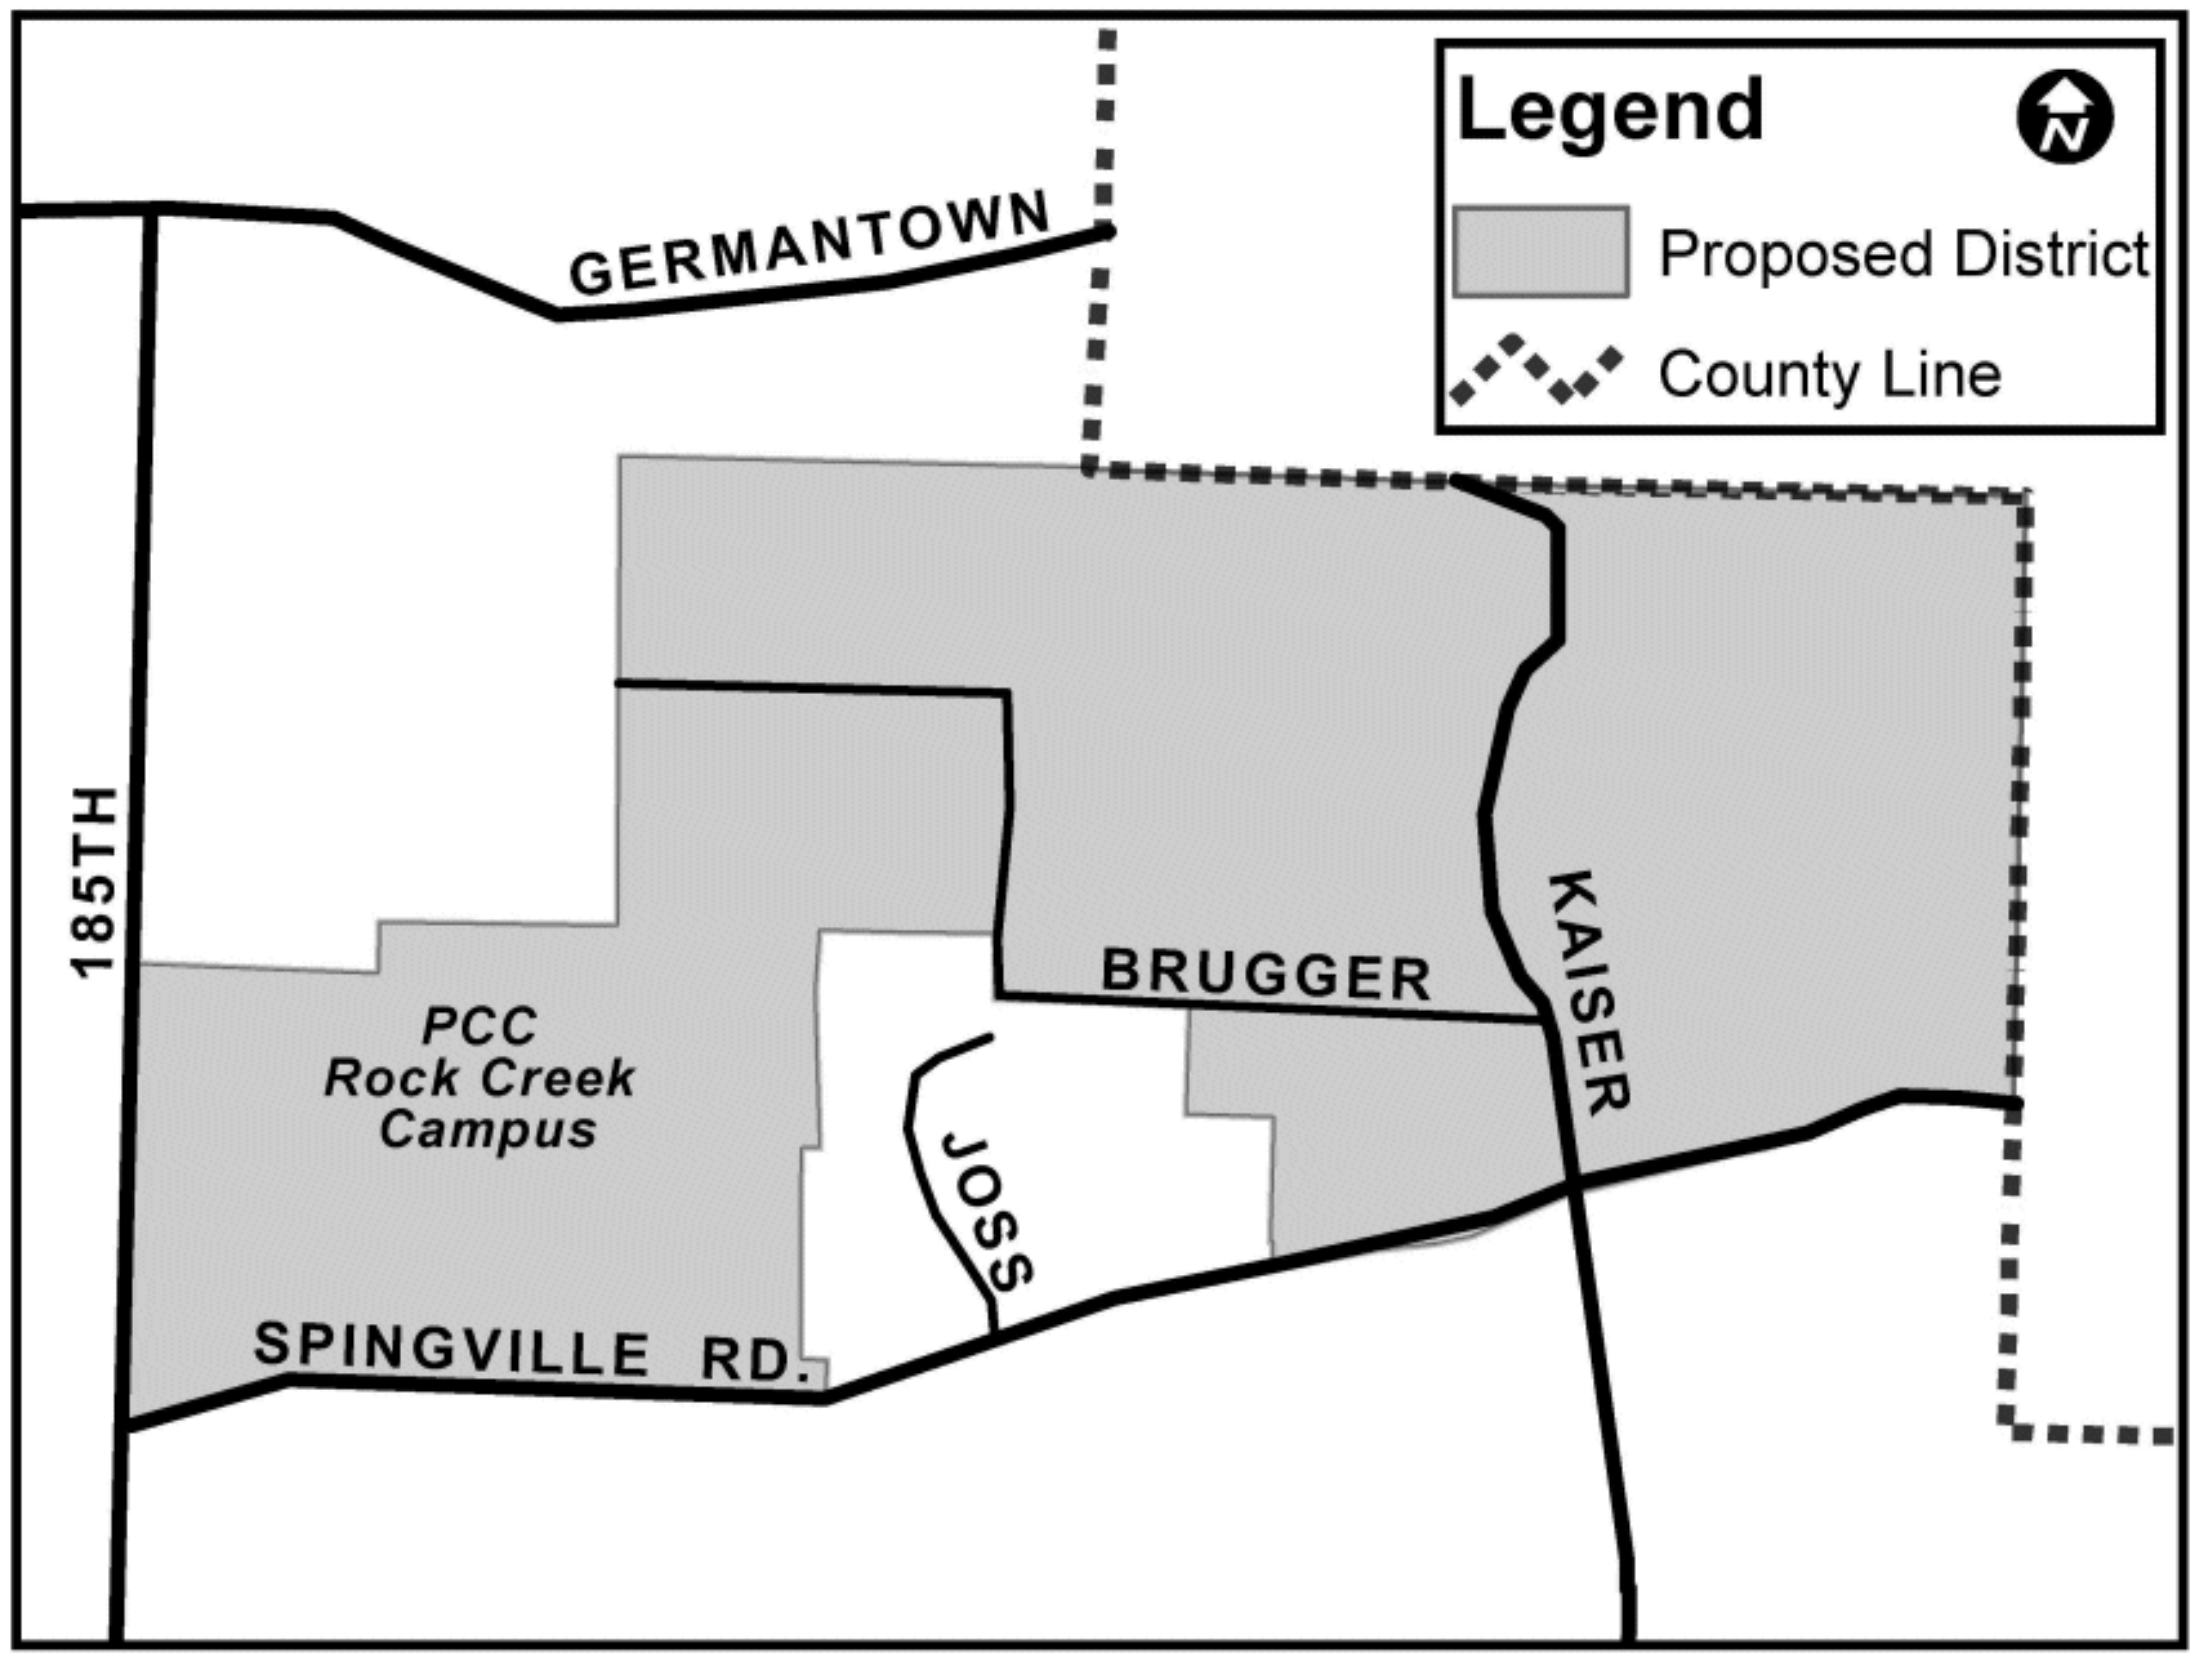 Legend
N
Proposed District
County Line
GERMANTOWN
185TH
BRUGGER
KAISER
PCC
Rock Creek
Campus
JOSS
SPINGVILLE RD.